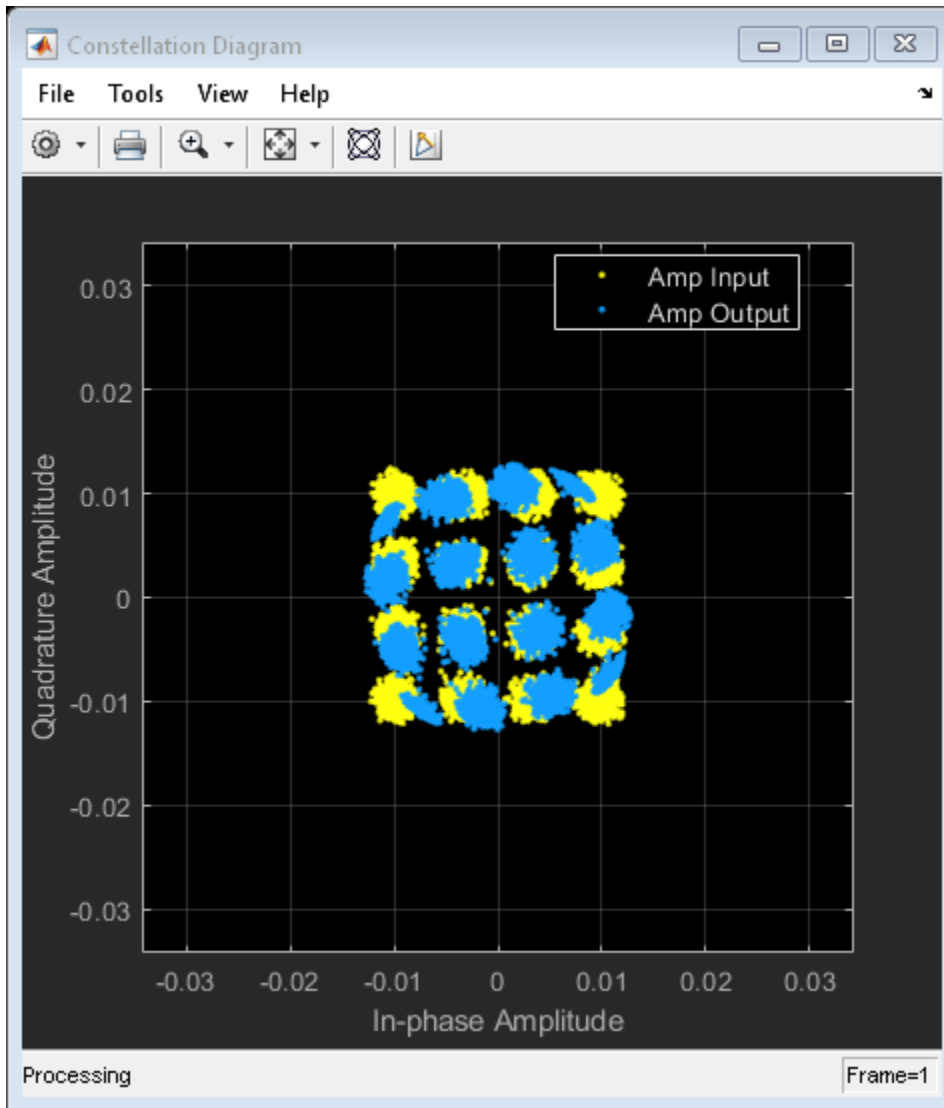 Constellation Diagram
File Tools View Help
Amp Input
Amp Output
0.03
0.02
0.01
0
-0.01
-0.02
-0.03
Quadrature Amplitude
-0.03 -0.02 -0.01 0 0.01 0.02 0.03
In-phase Amplitude
Processing Frame=1